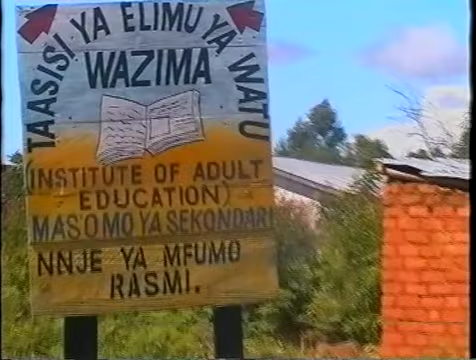 TAASISI YA ELIMU YA WATU
WAZIMA
INSTITUTE OF ADULT
EDUCATION)
MASOMO YA SEKONDARI
NNJE YA MFUMO
RASMI.